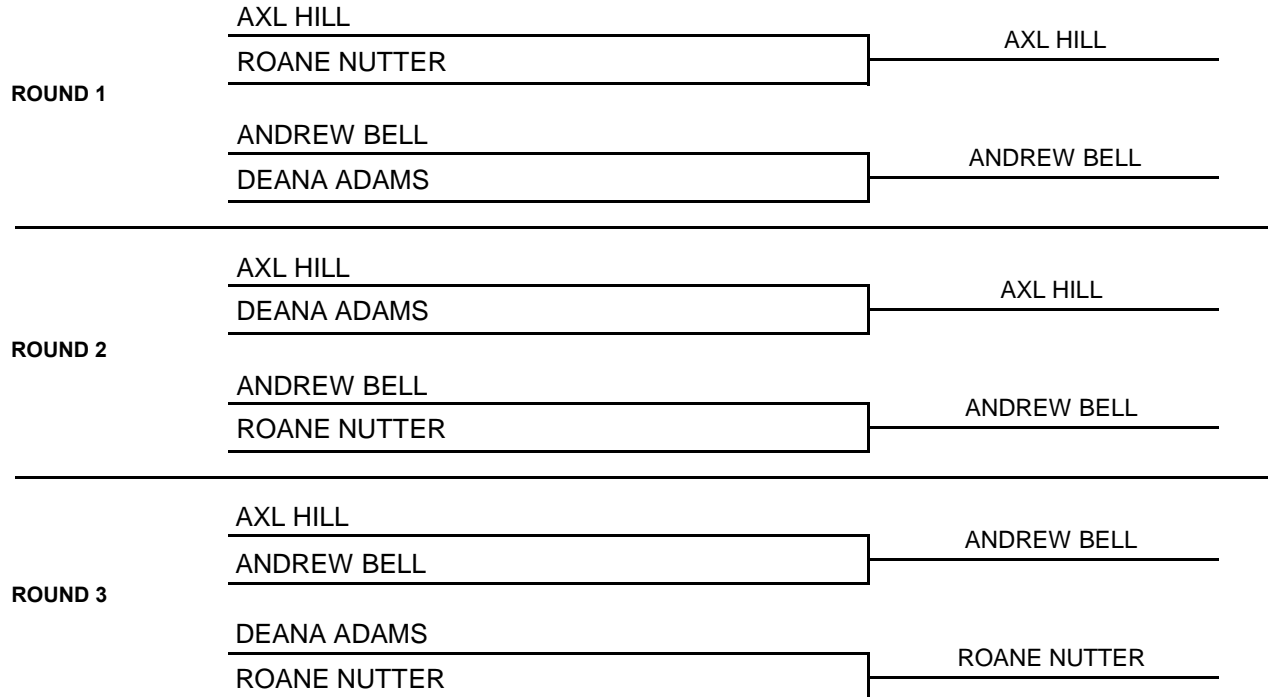 AXL HILL
AXL HILL
ROANE NUTTER
ROUND 1
ANDREW BELL
ANDREW BELL
DEANA ADAMS
AXL HILL
AXL HILL
DEANA ADAMS
ROUND 2
ANDREW BELL
ANDREW BELL
ROANE NUTTER
AXL HILL
ANDREW BELL
ANDREW BELL
ROUND 3
DEANA ADAMS
ROANE NUTTER
ROANE NUTTER